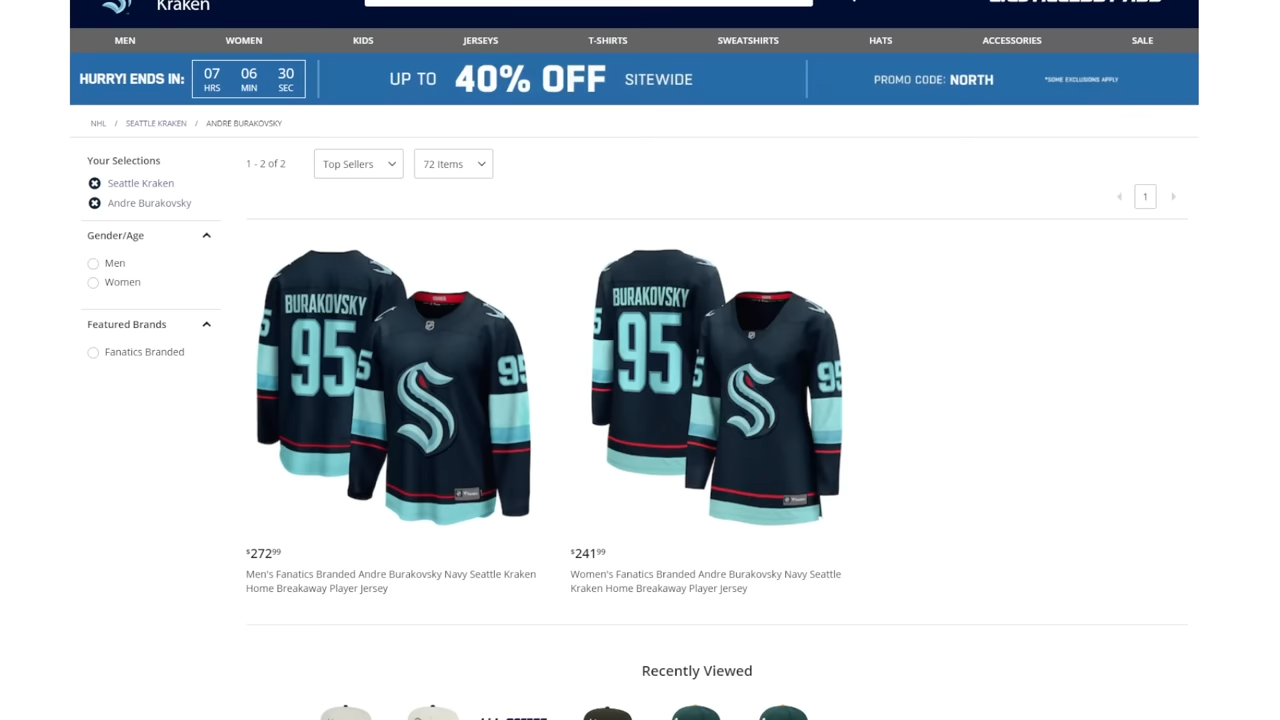 Kraken
MEN WOMEN KIDS JERSEYS T-SHIRTS SWEATSHIRTS HATS ACCESSORIES SALE
HURRY! ENDS IN: 07 HRS 06 MIN 30 SEC UP TO 40% OFF SITEWIDE PROMO CODE: NORTH *SOME EXCLUSIONS APPLY
NHL / SEATTLE KRAKEN / ANDRE BURAKOVSKY
Your Selections
Seattle Kraken
Andre Burakovsky
Gender/Age
Men
Women
Featured Brands
Fanatics Branded
1 - 2 of 2 Top Sellers 72 Items
1
BURAKOVSKY
95
5
5
95
BURAKOVSKY
95
5
5
95
$272.99
Men's Fanatics Branded Andre Burakovsky Navy Seattle Kraken
Home Breakaway Player Jersey
$241.99
Women's Fanatics Branded Andre Burakovsky Navy Seattle
Kraken Home Breakaway Player Jersey
Recently Viewed